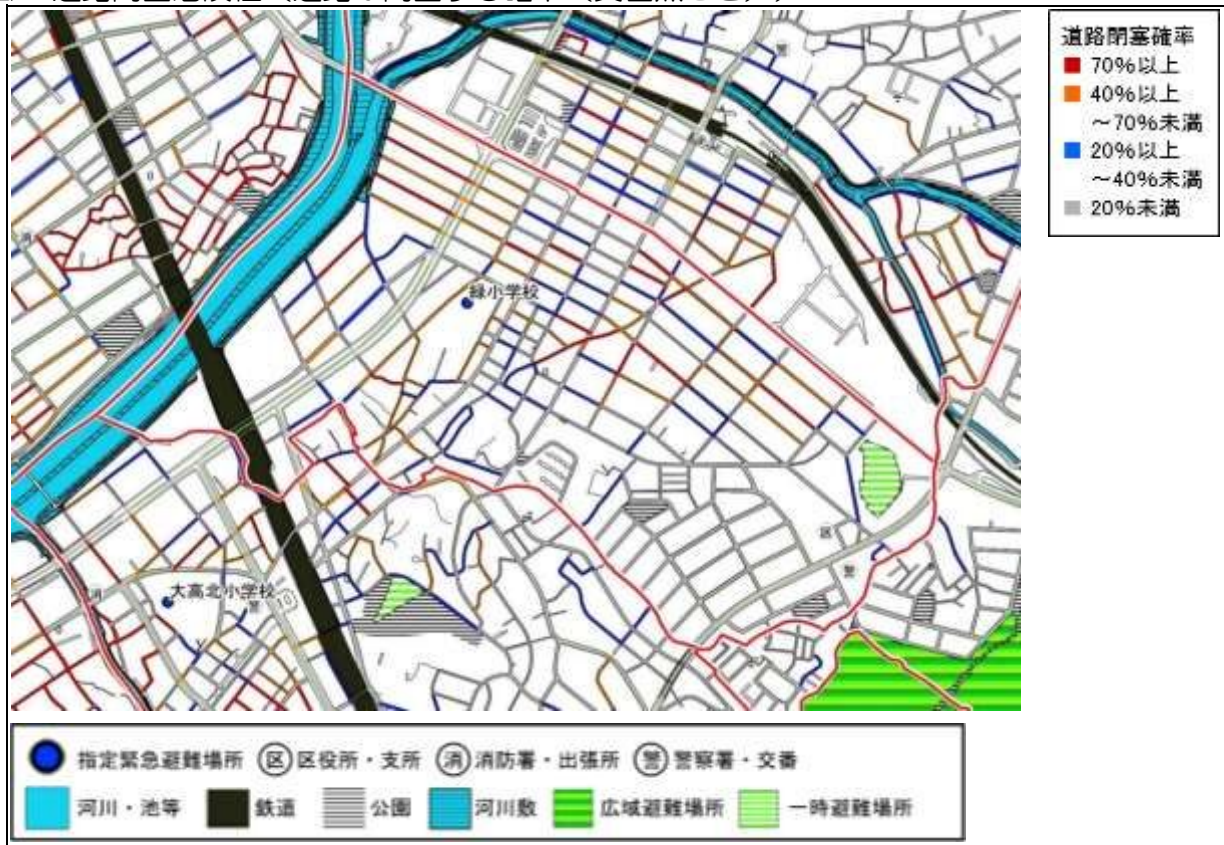 道路閉塞確率
70%以上
40%以上
～70%未満
20%以上
～40%未満
20%未満
緑小学校
大高北小学校
区
警
指定緊急避難場所 区 区役所・支所 消 消防署・出張所 警 警察署・交番
河川・池等 鉄道 公園 河川敷 広域避難場所 一時避難場所